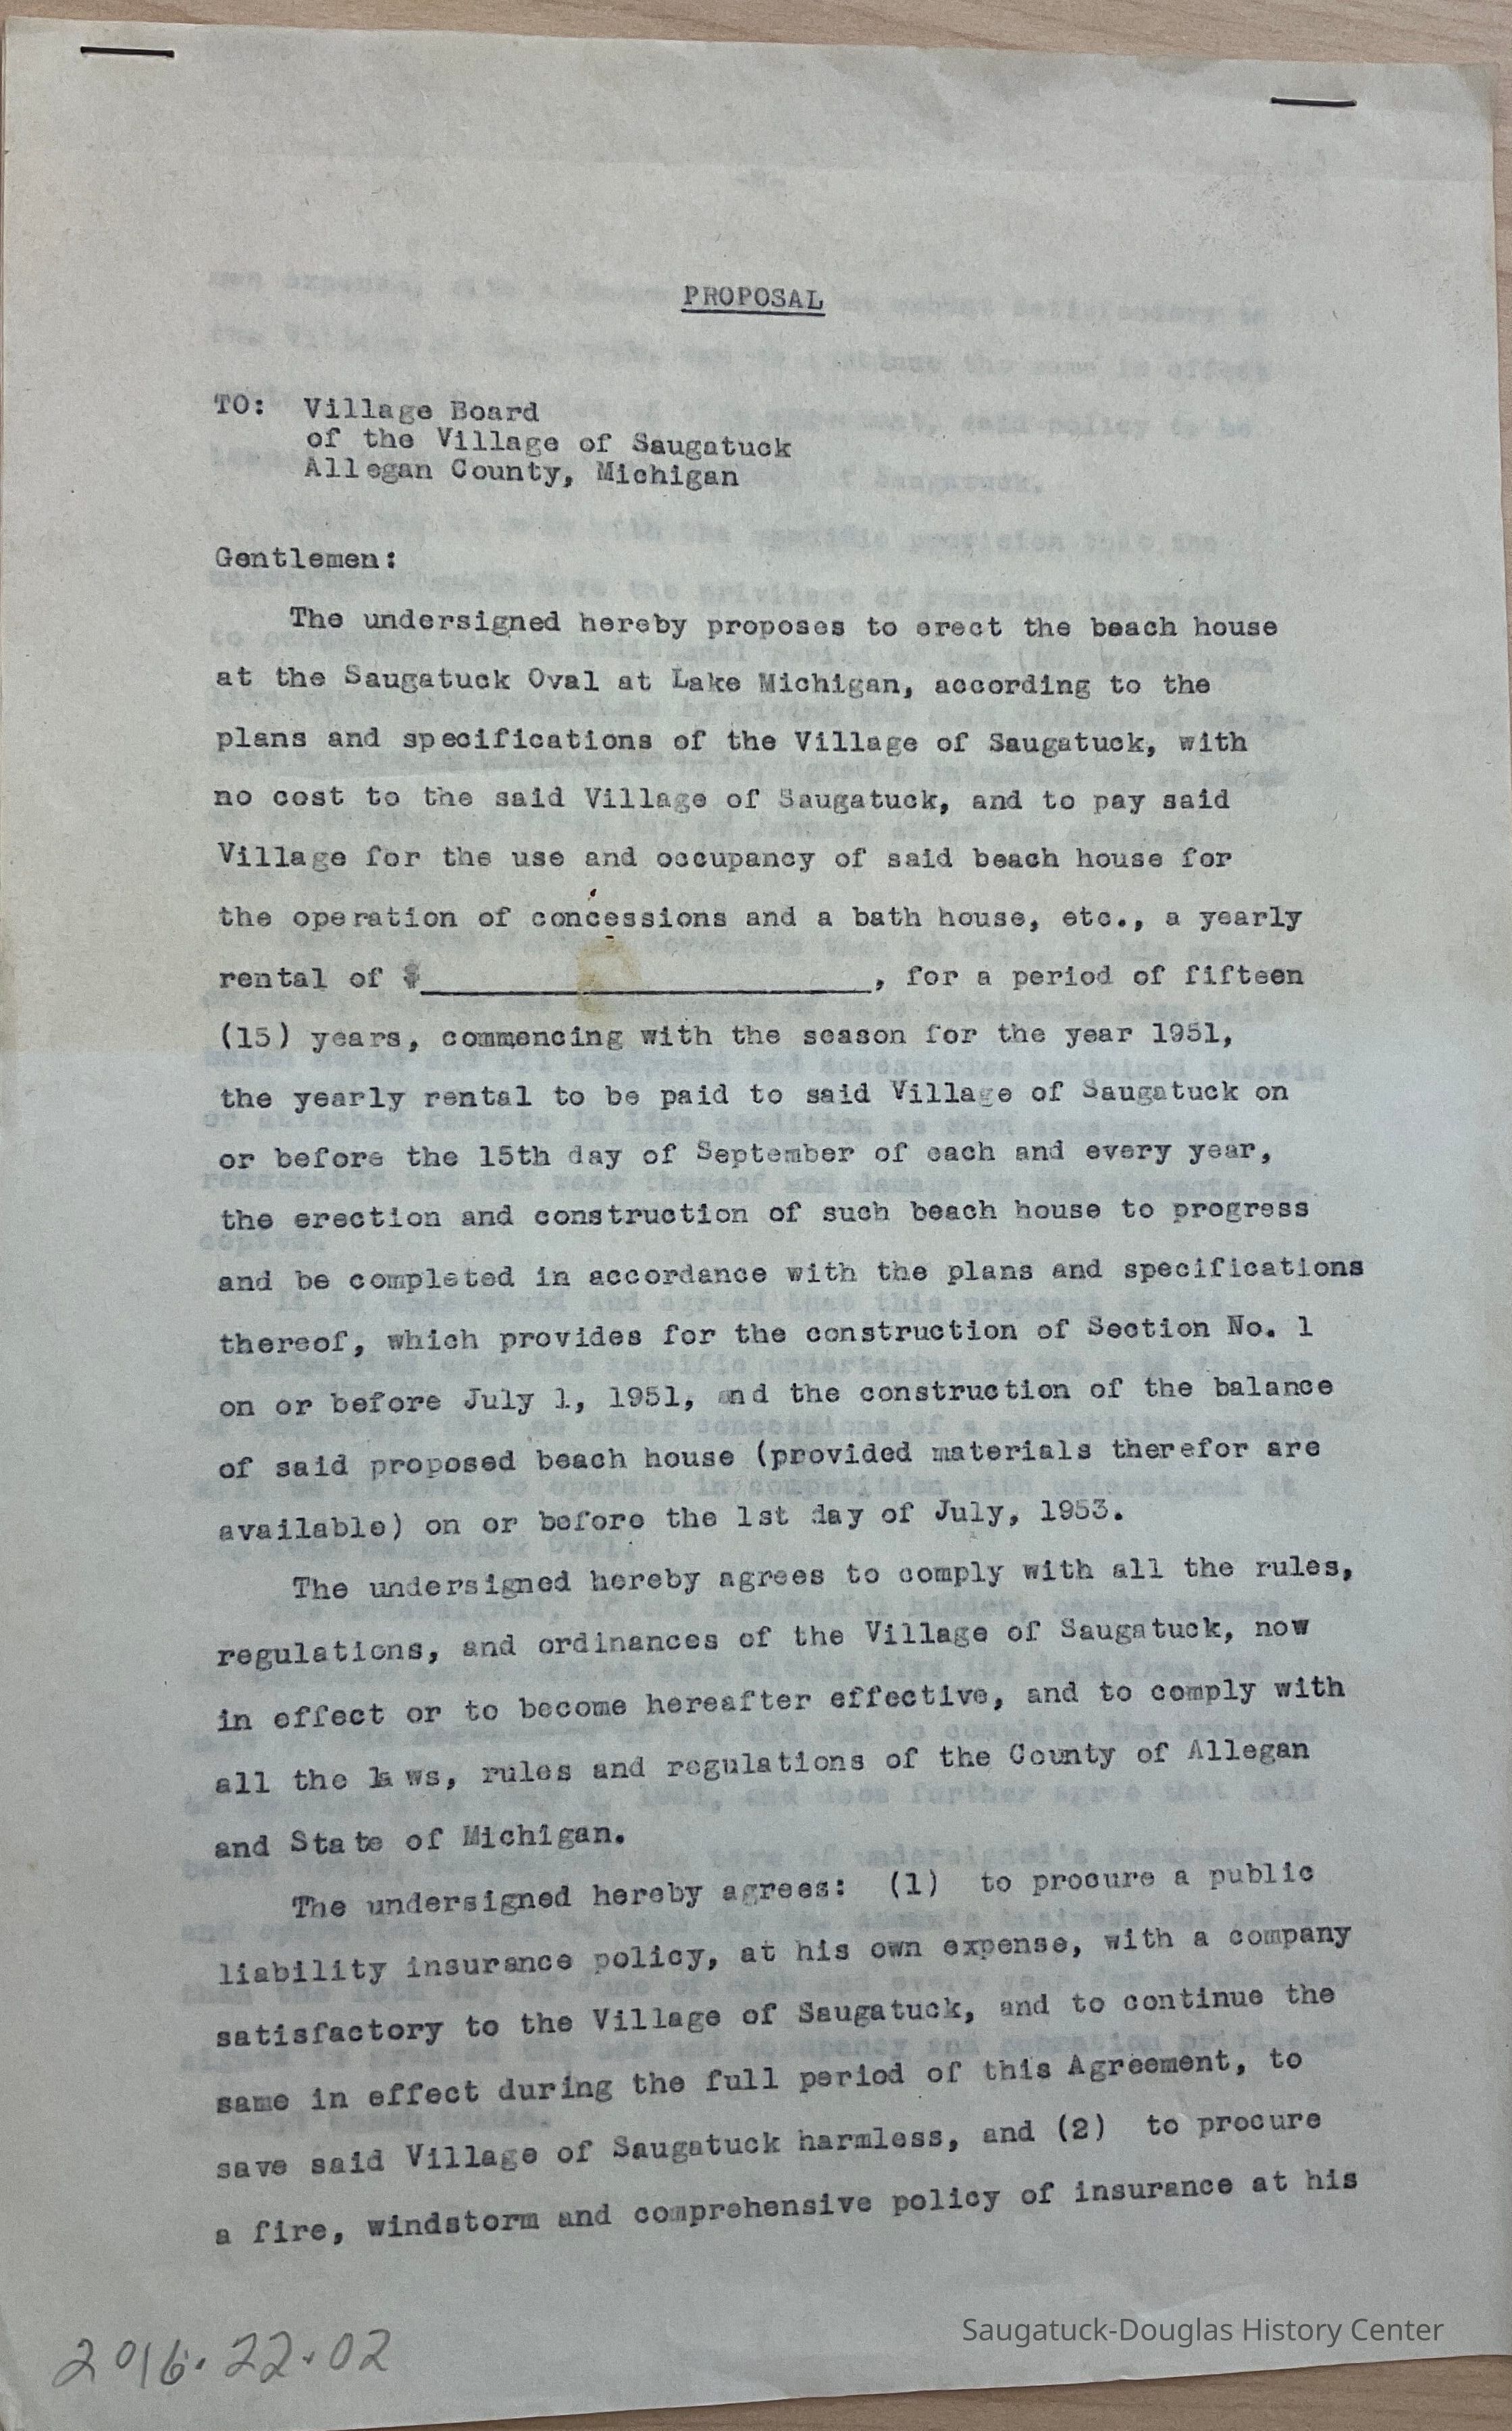 PROPOSAL
TO: Village Board
of the Village of Saugatuck
Allegan County, Michigan
Gentlemen:
The undersigned hereby proposes to erect the beach house
at the Saugatuck Oval at Lake Michigan, according to the
plans and specifications of the Village of Saugatuck, with
no cost to the said Village of Saugatuck, and to pay said
Village for the use and occupancy of said beach house for
the operation of concessions and a bath house, etc., a yearly
rental of $____________________, for a period of fifteen
(15) years, commencing with the season for the year 1951,
the yearly rental to be paid to said Village of Saugatuck on
or before the 15th day of September of each and every year,
the erection and construction of such beach house to progress
and be completed in accordance with the plans and specifications
thereof, which provides for the construction of Section No. 1
on or before July 1, 1951, and the construction of the balance
of said proposed beach house (provided materials therefor are
available) on or before the 1st day of July, 1953.
The undersigned hereby agrees to comply with all the rules,
regulations, and ordinances of the Village of Saugatuck, now
in effect or to become hereafter effective, and to comply with
all the laws, rules and regulations of the County of Allegan
and State of Michigan.
The undersigned hereby agrees: (1) to procure a public
liability insurance policy, at his own expense, with a company
satisfactory to the Village of Saugatuck, and to continue the
same in effect during the full period of this Agreement, to
save said Village of Saugatuck harmless, and (2) to procure
a fire, windstorm and comprehensive policy of insurance at his
2016.22.02
Saugatuck-Douglas History Center